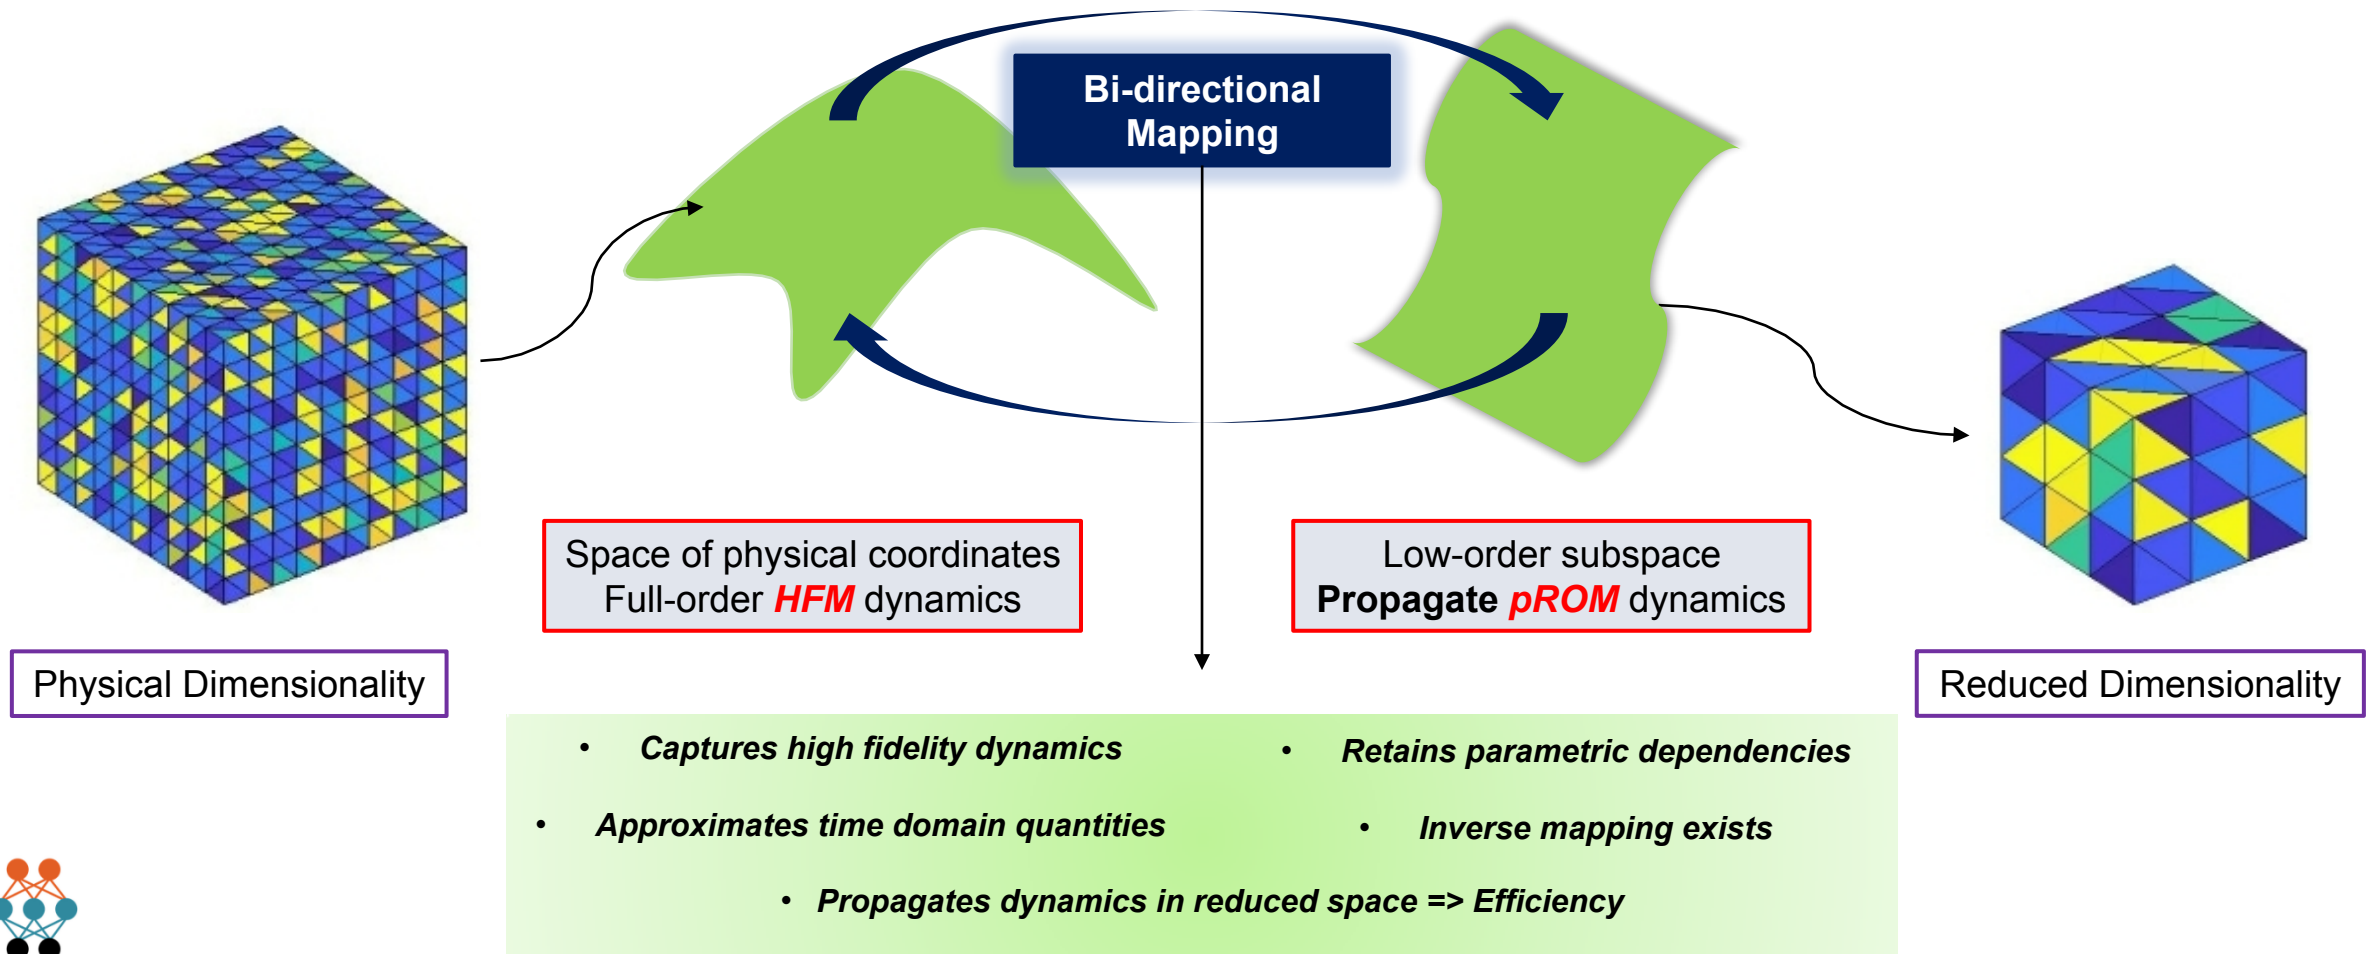 Bi-directional
Mapping
Space of physical coordinates
Full-order HFM dynamics
Low-order subspace
Propagate pROM dynamics
Physical Dimensionality
Reduced Dimensionality
• Captures high fidelity dynamics
• Retains parametric dependencies
• Approximates time domain quantities
• Inverse mapping exists
• Propagates dynamics in reduced space => Efficiency